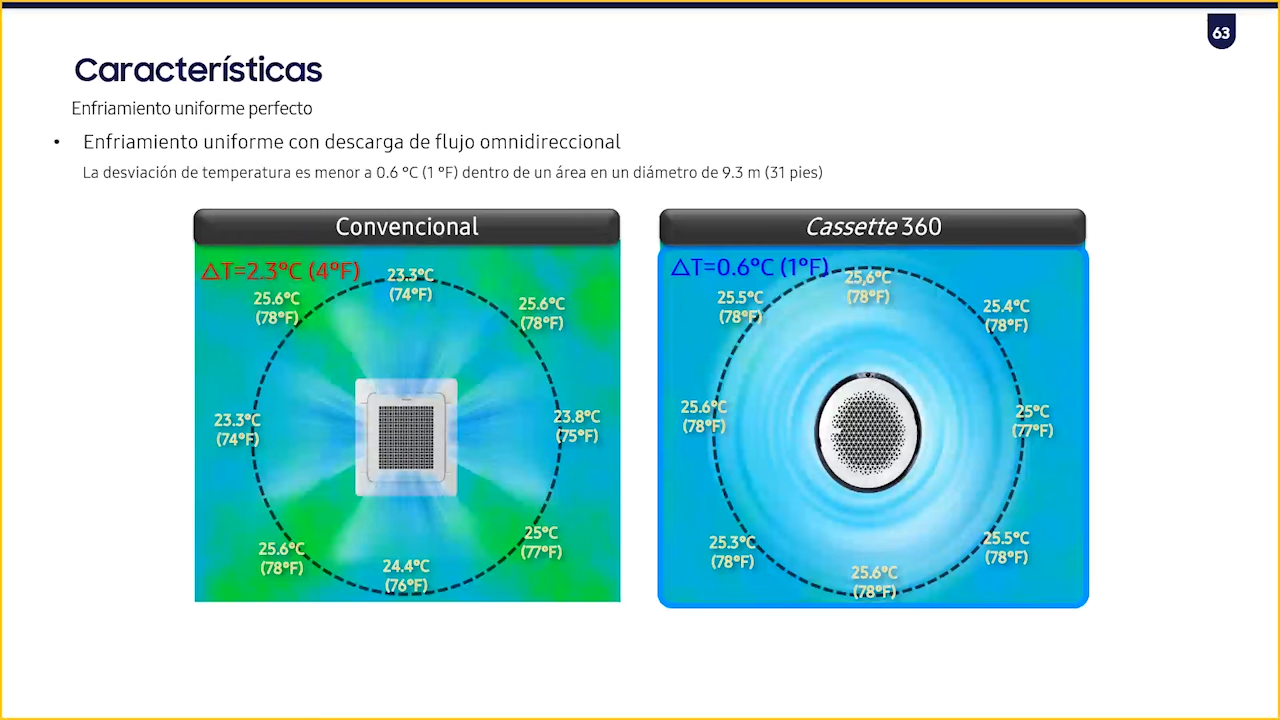 63
Características
Enfriamiento uniforme perfecto
• Enfriamiento uniforme con descarga de flujo omnidireccional
La desviación de temperatura es menor a 0.6 °C (1 °F) dentro de un área en un diámetro de 9.3 m (31 pies)
Convencional
△T=2.3°C (4°F)
23.3°C
(74°F)
25.6°C
(78°F)
25.6°C
(78°F)
23.3°C
(74°F)
23.8°C
(75°F)
25.6°C
(78°F)
25°C
(77°F)
24.4°C
(76°F)
Cassette 360
△T=0.6°C (1°F)
25,6°C
(78°F)
25.5°C
(78°F)
25.4°C
(78°F)
25.6°C
(78°F)
25°C
(77°F)
25.3°C
(78°F)
25.5°C
(78°F)
25.6°C
(78°F)